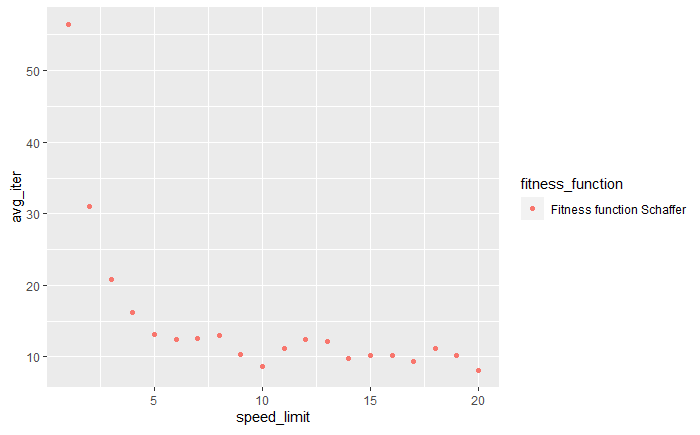 50
40
30
20
10
avg_iter
5
10
15
20
speed_limit
fitness_function
Fitness function Schaffer